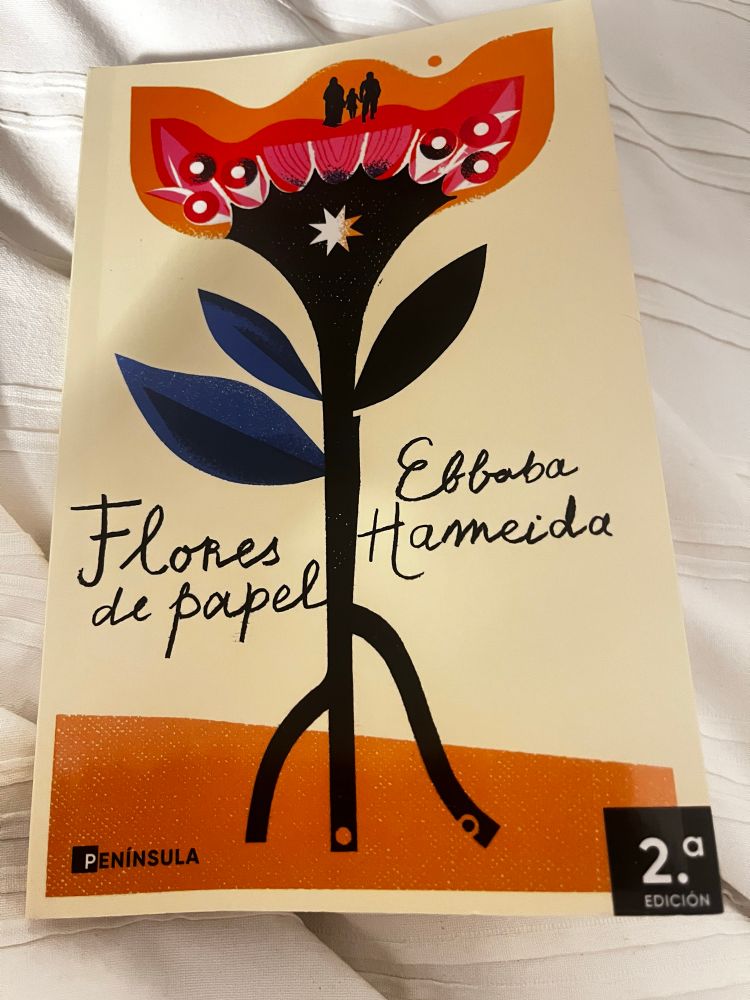 Ebbaba
Hameida
Flores
de papel
PENÍNSULA
2.ª
EDICIÓN